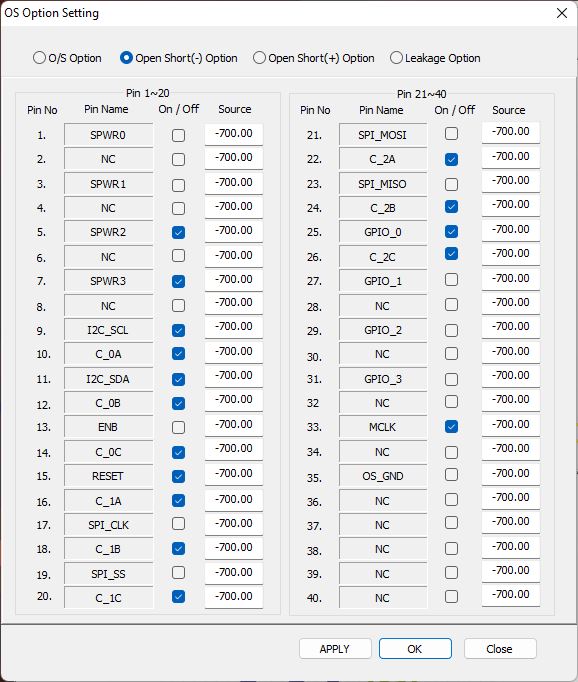 OS Option Setting
O/S Option Open Short(-) Option Open Short(+) Option Leakage Option
Pin 1~20
Pin No Pin Name On / Off Source
1. SPWR0 -700.00
2. NC -700.00
3. SPWR1 -700.00
4. NC -700.00
5. SPWR2 -700.00
6. NC -700.00
7. SPWR3 -700.00
8. NC -700.00
9. I2C_SCL -700.00
10. C_0A -700.00
11. I2C_SDA -700.00
12. C_0B -700.00
13. ENB -700.00
14. C_0C -700.00
15. RESET -700.00
16. C_1A -700.00
17. SPI_CLK -700.00
18. C_1B -700.00
19. SPI_SS -700.00
20. C_1C -700.00
Pin 21~40
Pin No Pin Name On / Off Source
21. SPI_MOSI -700.00
22. C_2A -700.00
23. SPI_MISO -700.00
24. C_2B -700.00
25. GPIO_0 -700.00
26. C_2C -700.00
27. GPIO_1 -700.00
28. NC -700.00
29. GPIO_2 -700.00
30. NC -700.00
31. GPIO_3 -700.00
32 NC -700.00
33. MCLK -700.00
34. NC -700.00
35. OS_GND -700.00
36. NC -700.00
37. NC -700.00
38. NC -700.00
39. NC -700.00
40. NC -700.00
APPLY OK Close